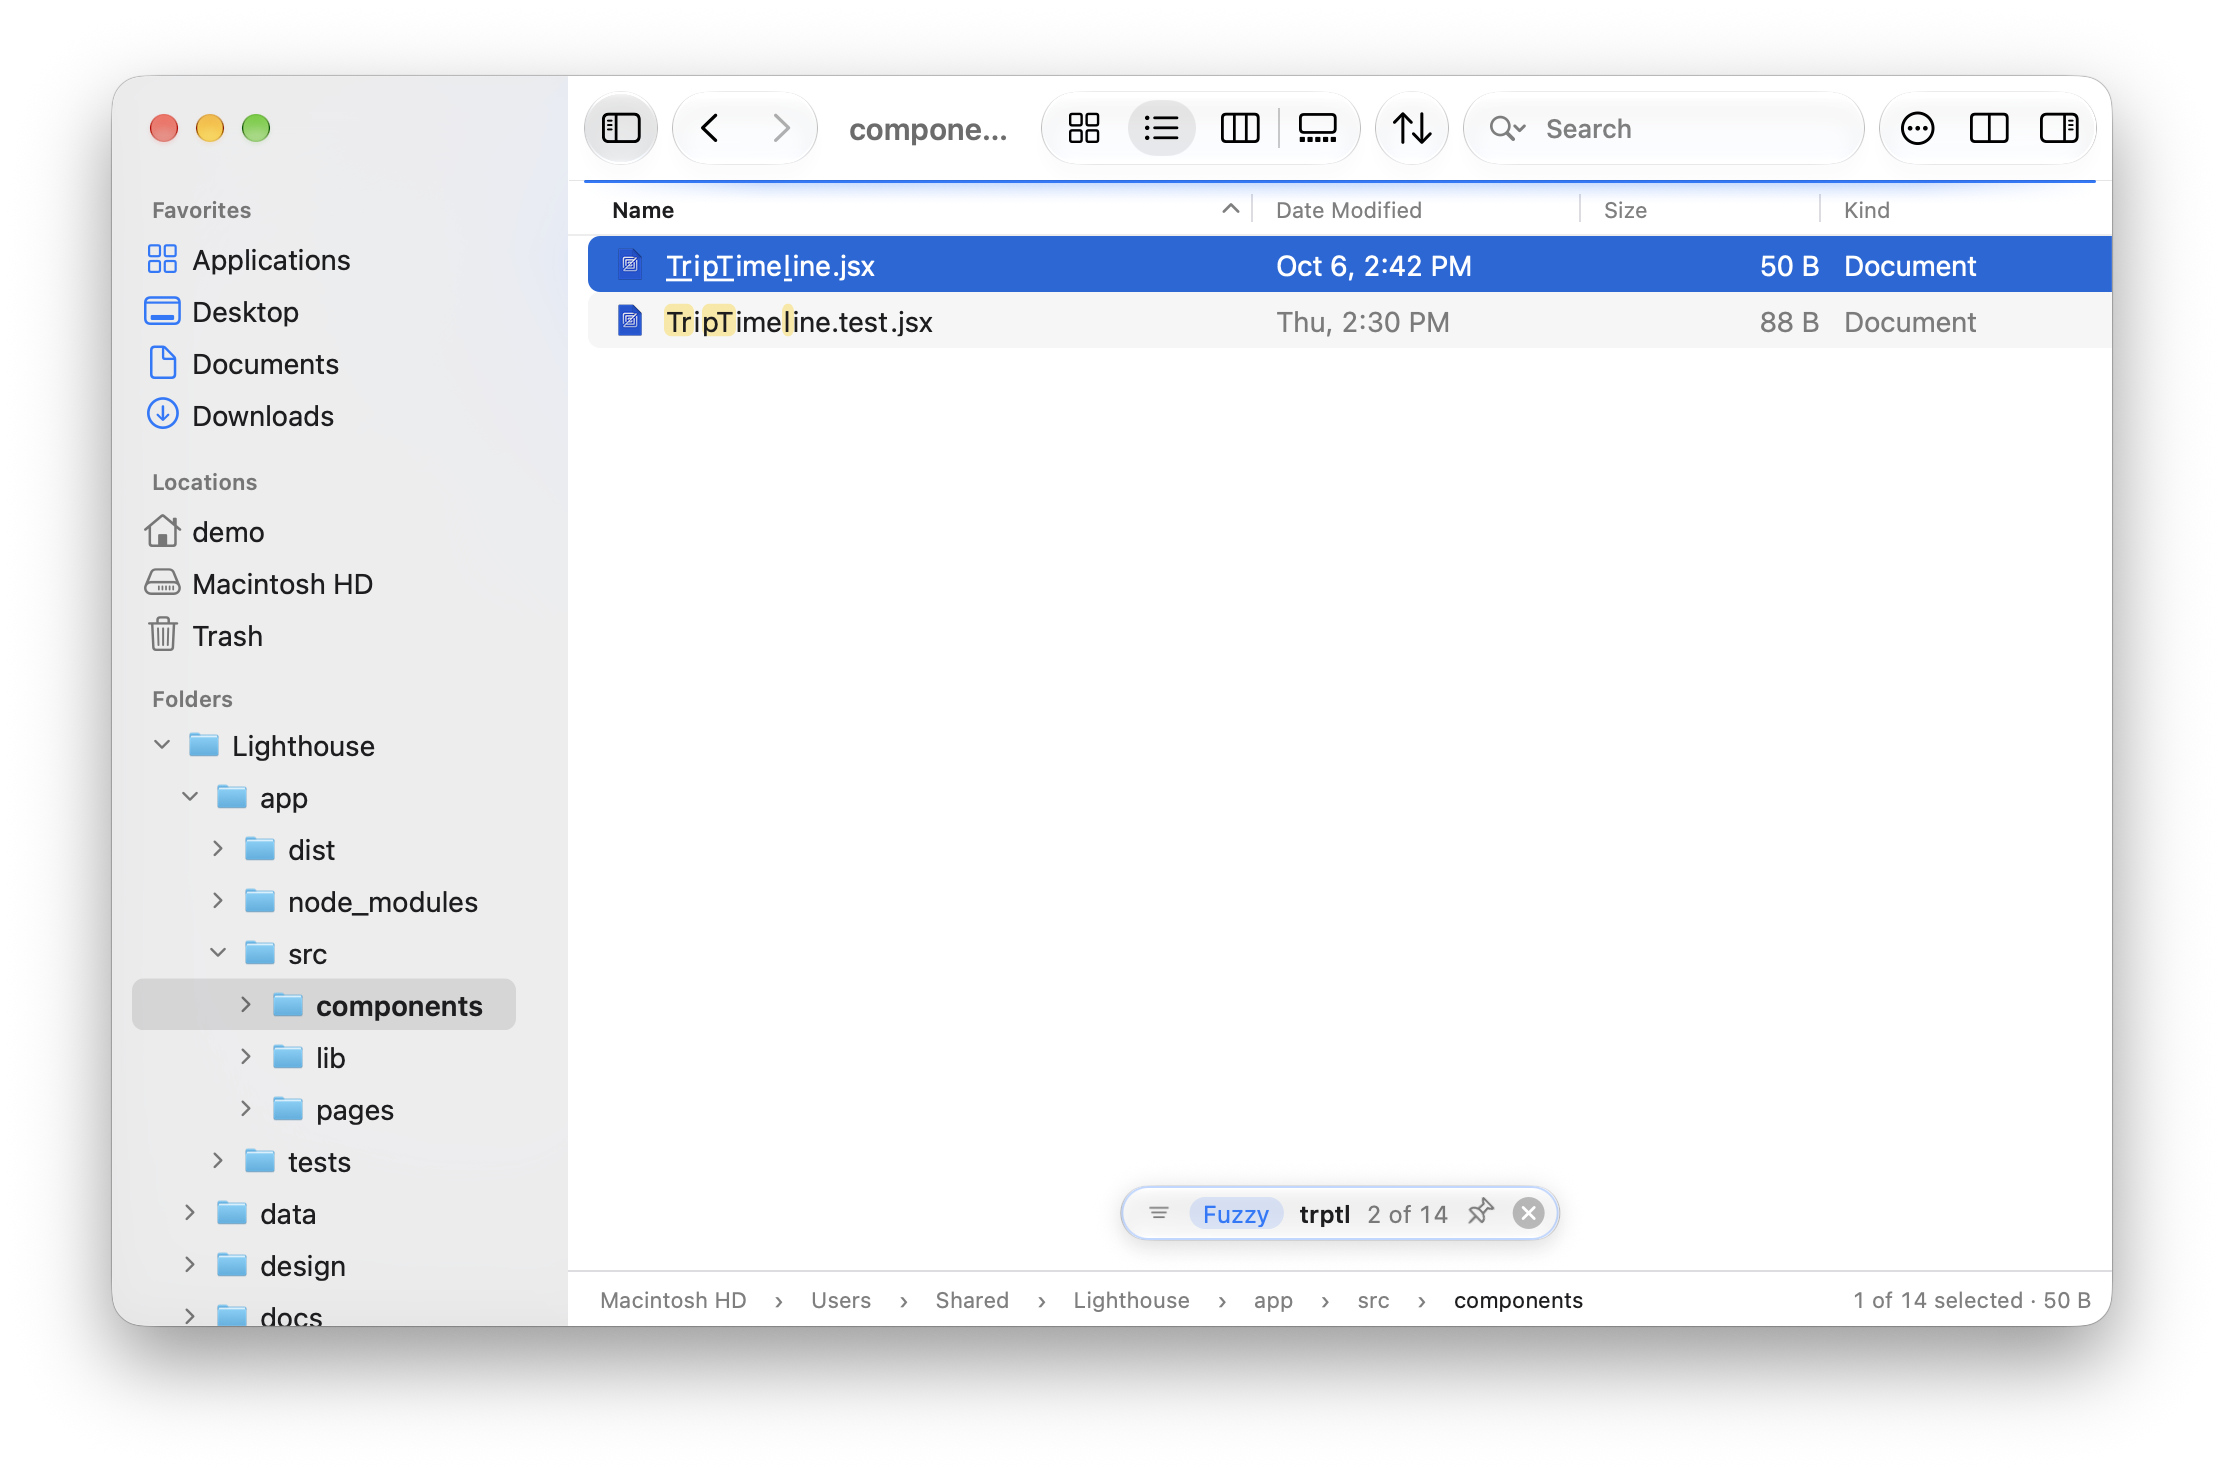 compone...
Search
Favorites
Applications
Desktop
Documents
Downloads
Locations
demo
Macintosh HD
Trash
Folders
Lighthouse
app
dist
node_modules
src
components
lib
pages
tests
data
design
docs
Name Date Modified Size Kind
TripTimeline.jsx Oct 6, 2:42 PM 50 B Document
TripTimeline.test.jsx Thu, 2:30 PM 88 B Document
Fuzzy trptl 2 of 14
Macintosh HD › Users › Shared › Lighthouse › app › src › components 1 of 14 selected · 50 B